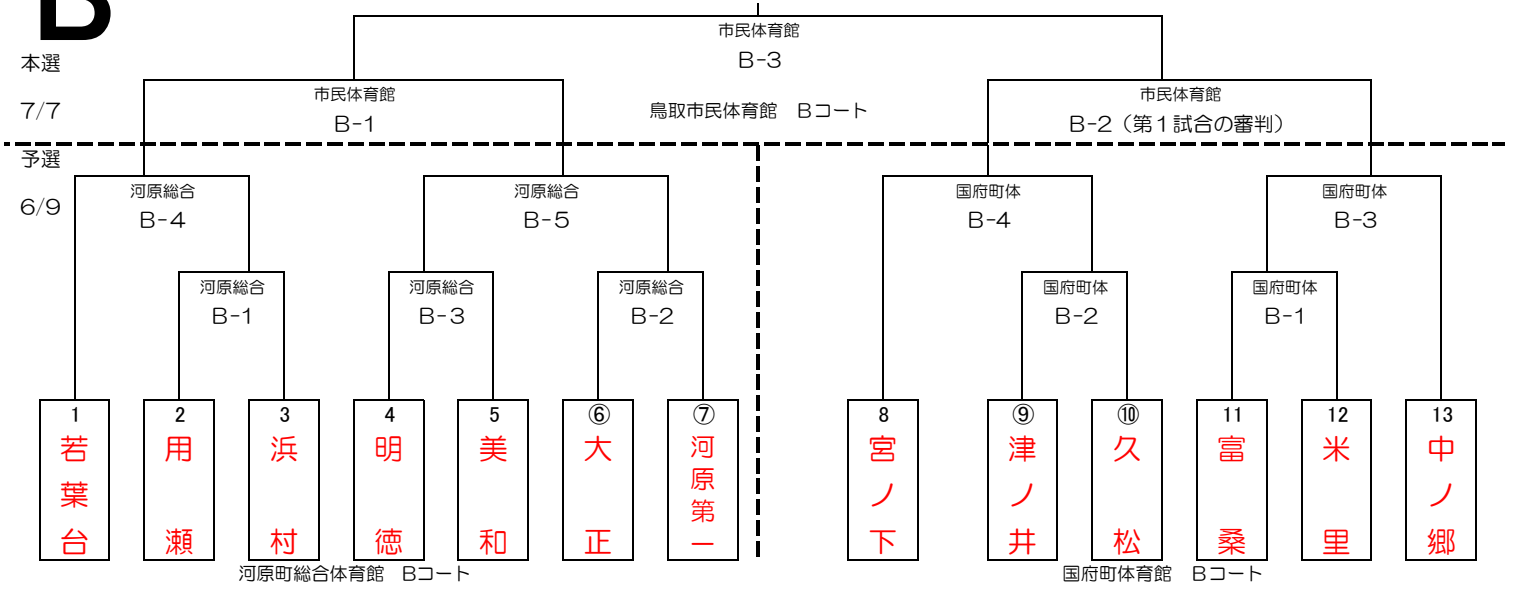 B
市民体育館
B-3
本選
7/7
市民体育館
B-1
鳥取市民体育館　Bコート
市民体育館
B-2（第1試合の審判）
予選
6/9
河原総合
B-4
河原総合
B-5
国府町体
B-4
国府町体
B-3
河原総合
B-1
河原総合
B-3
河原総合
B-2
国府町体
B-2
国府町体
B-1
1
若葉台
2
用瀬
3
浜村
4
明徳
5
美和
⑥
大正
⑦
河原第一
8
宮ノ下
⑨
津ノ井
⑩
久松
11
富桑
12
米里
13
中ノ郷
河原町総合体育館　Bコート
国府町体育館　Bコート